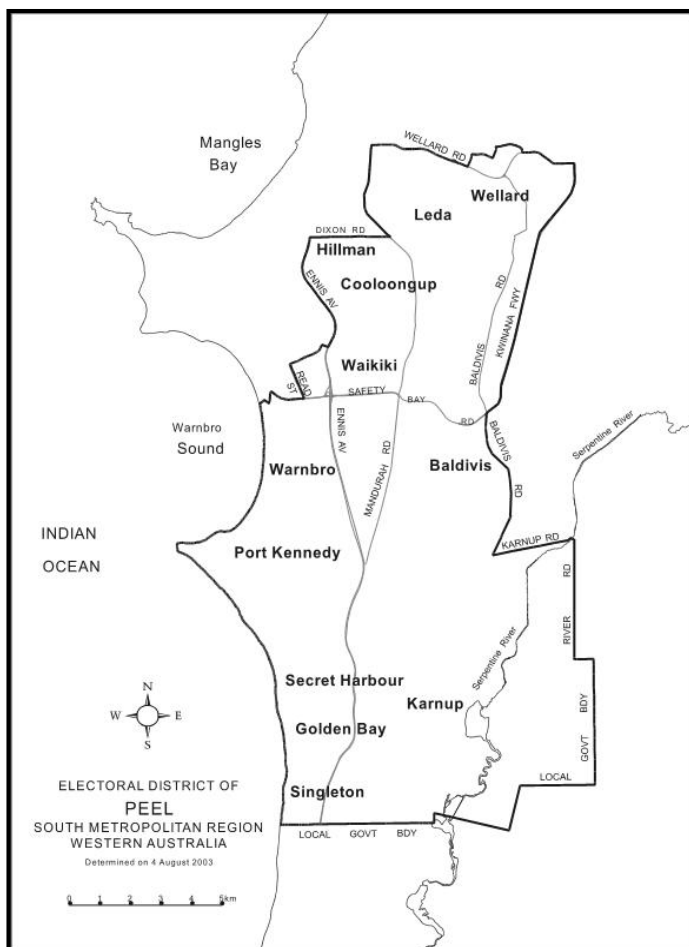 Mangles
Bay
WELLARD RD
Wellard
Leda
DIXON RD
Hillman
ENNIS AV
Cooloongup
BALDIVIS RD
KWINANA FWY
READ
ST
Waikiki
SAFETY BAY RD
ENNIS AV
MANDURAH RD
BALDIVIS RD
Serpentine River
Warnbro
Sound
Warnbro
Baldivis
INDIAN
OCEAN
Port Kennedy
KARNUP RD
RIVER RD
Serpentine River
Secret Harbour
Karnup
GOVT BDY
LOCAL
Golden Bay
Singleton
LOCAL GOVT BDY
N
W E
S
ELECTORAL DISTRICT OF
PEEL
SOUTH METROPOLITAN REGION
WESTERN AUSTRALIA
Determined on 4 August 2003
0 1 2 3 4 5km